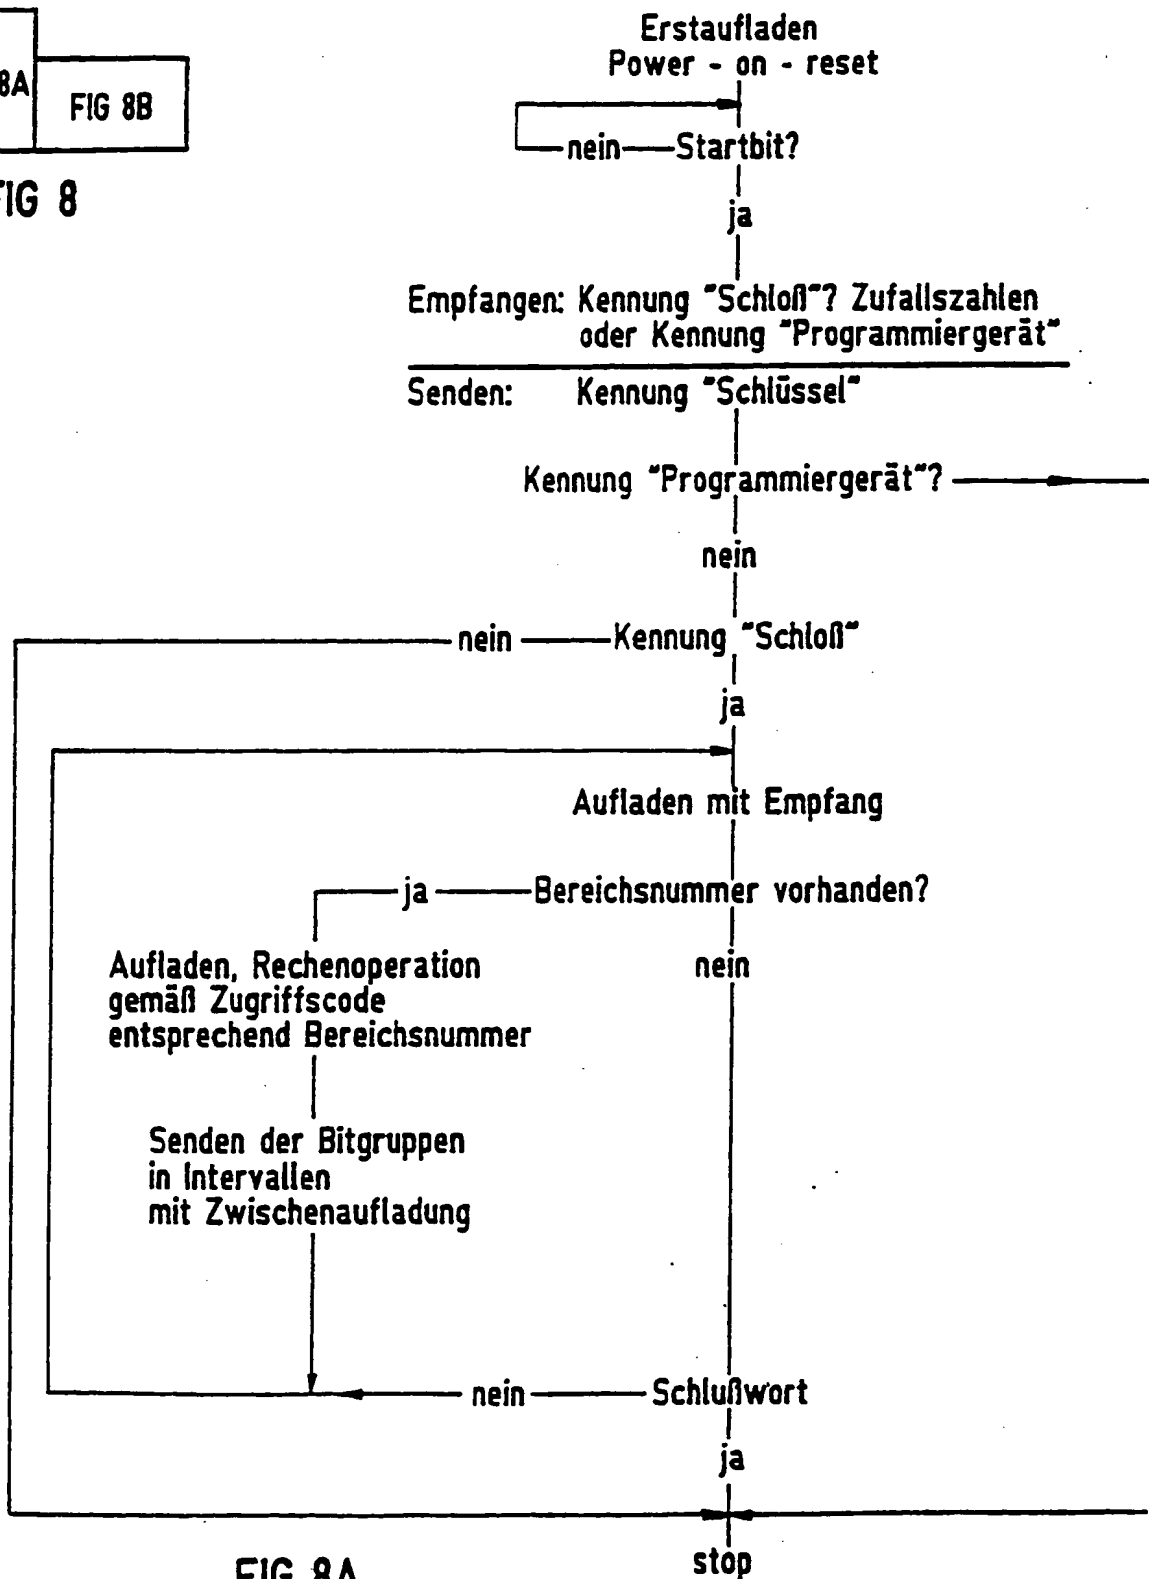 8A
FIG 8B
FIG 8
Erstaufladen
Power - on - reset
nein
Startbit?
ja
Empfangen: Kennung "Schloß"? Zufallszahlen
oder Kennung "Programmiergerät"
Senden: Kennung "Schlüssel"
Kennung "Programmiergerät"?
nein
nein
Kennung "Schloß"
ja
Aufladen mit Empfang
ja
Bereichsnummer vorhanden?
Aufladen, Rechenoperation
gemäß Zugriffscode
entsprechend Bereichsnummer
nein
Senden der Bitgruppen
in Intervallen
mit Zwischenaufladung
nein
Schlußwort
ja
stop
FIG 8A